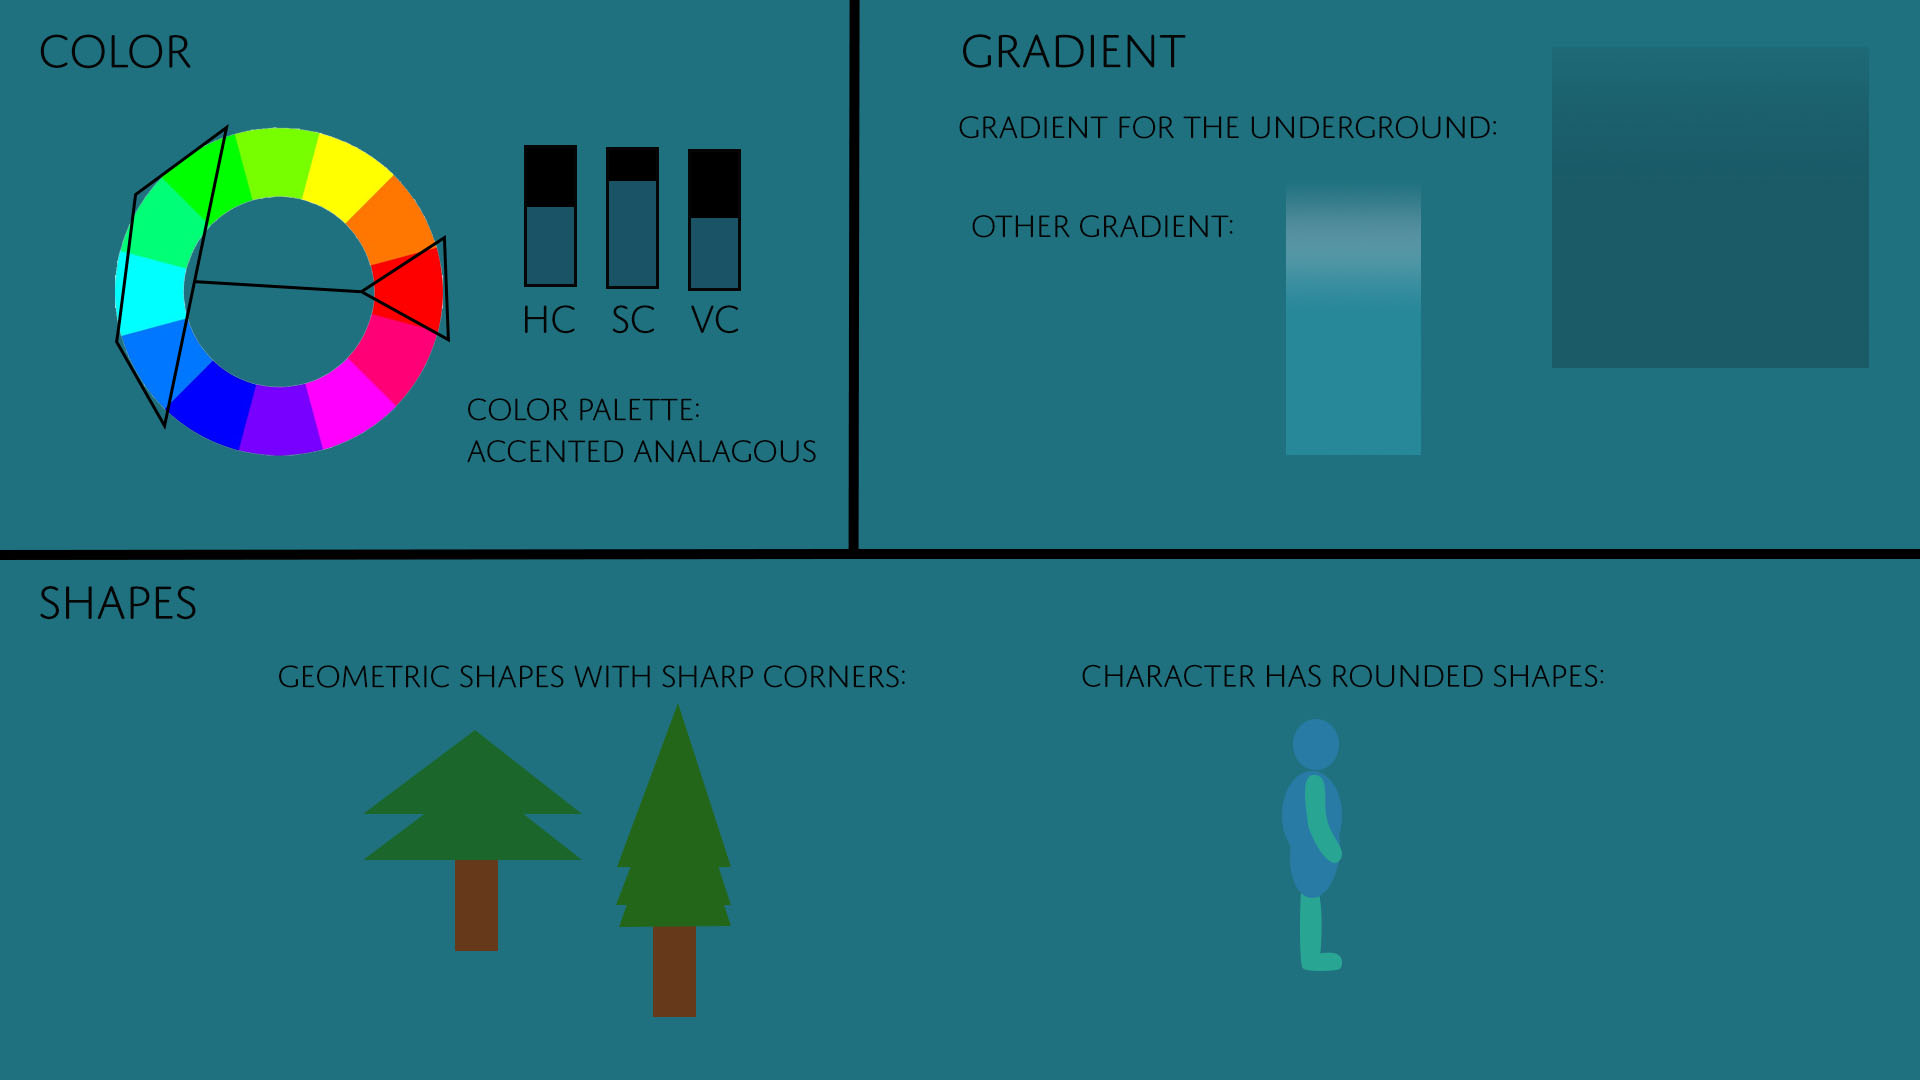 COLOR
HC SC VC
COLOR PALETTE:
ACCENTED ANALAGOUS
GRADIENT
GRADIENT FOR THE UNDERGROUND:
OTHER GRADIENT:
SHAPES
GEOMETRIC SHAPES WITH SHARP CORNERS:
CHARACTER HAS ROUNDED SHAPES: